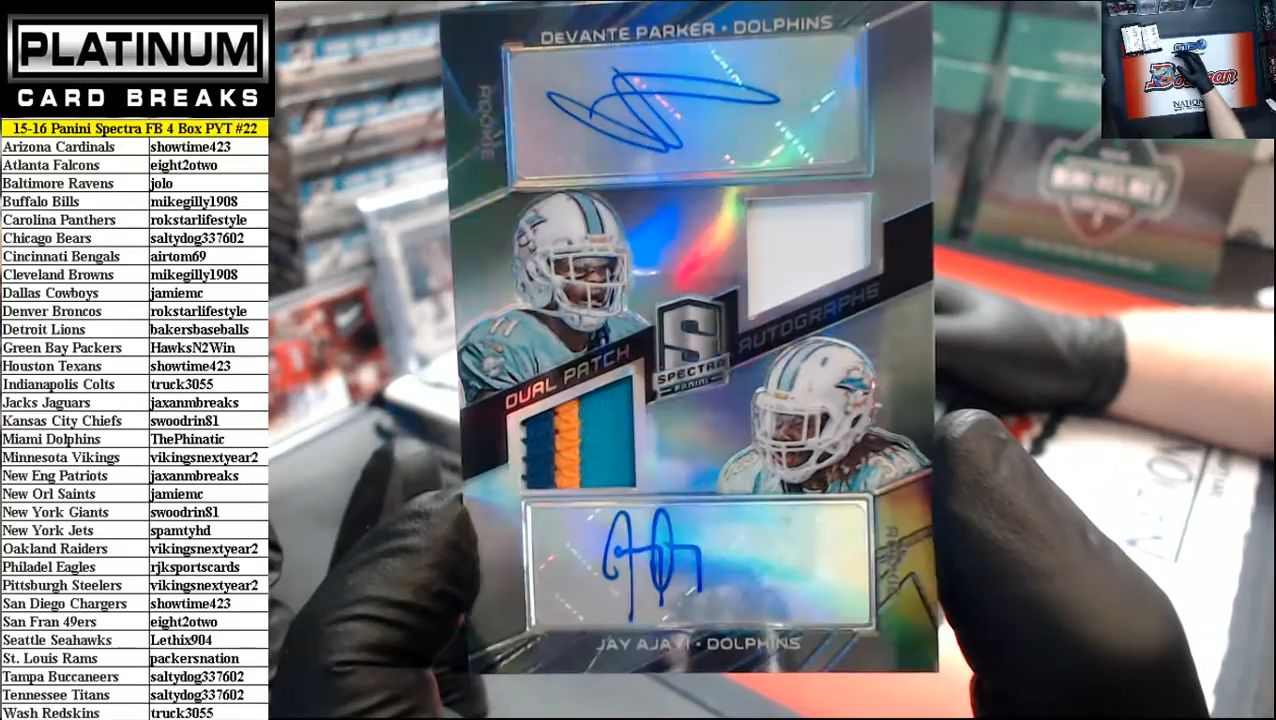 PLATINUM
CARD BREAKS
15-16 Panini Spectra FB 4 Box PYT #22
Arizona Cardinals showtime423
Atlanta Falcons eight2otwo
Baltimore Ravens jolo
Buffalo Bills mikegilly1908
Carolina Panthers rokstarlifestyle
Chicago Bears saltydog337602
Cincinnati Bengals airtom69
Cleveland Browns mikegilly1908
Dallas Cowboys jamiemc
Denver Broncos rokstarlifestyle
Detroit Lions bakersbaseballs
Green Bay Packers HawksN2Win
Houston Texans showtime423
Indianapolis Colts truck3055
Jacks Jaguars jaxanmbreaks
Kansas City Chiefs swoodrin81
Miami Dolphins ThePhinatic
Minnesota Vikings vikingsnextyear2
New Eng Patriots jaxanmbreaks
New Orl Saints jamiemc
New York Giants swoodrin81
New York Jets spamtyhd
Oakland Raiders vikingsnextyear2
Philadel Eagles rjksportscards
Pittsburgh Steelers vikingsnextyear2
San Diego Chargers showtime423
San Fran 49ers eight2otwo
Seattle Seahawks Lethix904
St. Louis Rams packersnation
Tampa Buccaneers saltydog337602
Tennessee Titans saltydog337602
Wash Redskins truck3055
DEVANTE PARKER • DOLPHINS
ROOKIE
11
S
SPECTRA
PANINI
DUAL PATCH AUTOGRAPHS
ROOKIE
JAY AJAYI • DOLPHINS
MINI-HELMET
Bowman